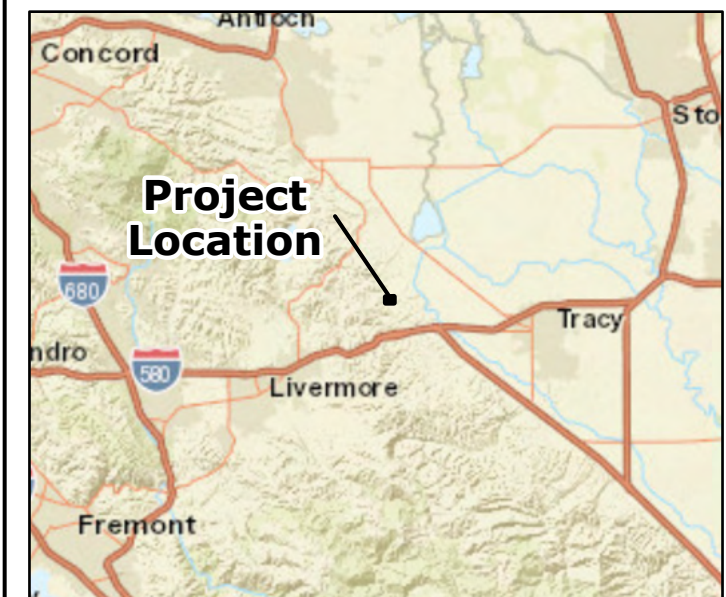 Antioch
Concord
Sto
Project
Location
680
Tracy
ndro
580
Livermore
Fremont